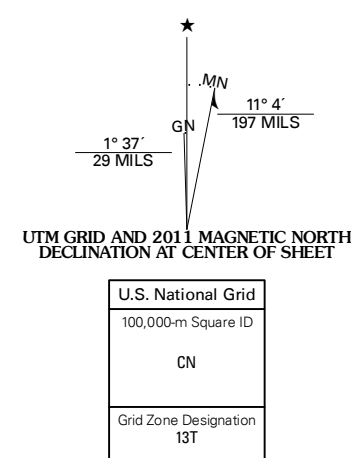 ★
MN
GN
11° 4´
197 MILS
1° 37´
29 MILS
UTM GRID AND 2011 MAGNETIC NORTH
DECLINATION AT CENTER OF SHEET
U.S. National Grid
100,000-m Square ID
CN
Grid Zone Designation
13T